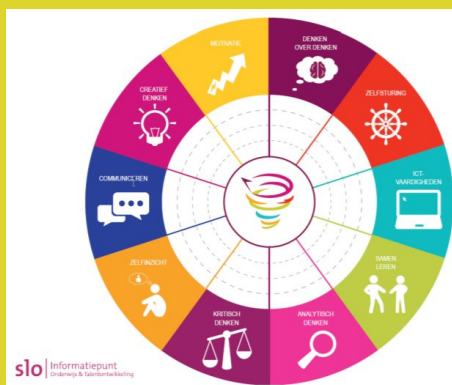 DENKEN
OVER DENKEN
ZELFSTURING
ICT-
VAARDIGHEDEN
SAMEN
LEREN
ANALYTISCH
DENKEN
KRITISCH
DENKEN
ZELFINZICHT
COMMUNICEREN
CREATIEF
DENKEN
MOTIVATIE
slo
Informatiepunt
Onderwijs & Talentontwikkeling